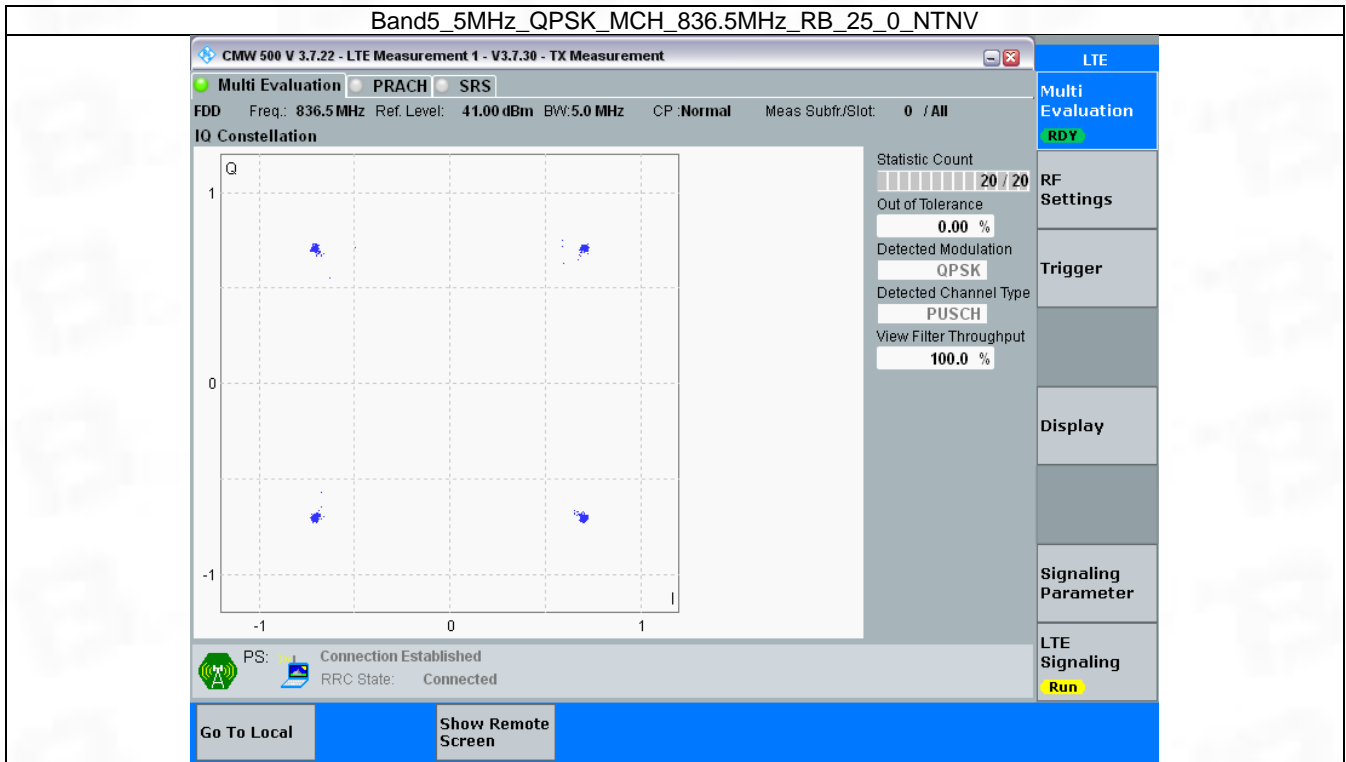 Band5_5MHz_QPSK_MCH_836.5MHz_RB_25_0_NTNV
CMW 500 V 3.7.22 - LTE Measurement 1 - V3.7.30 - TX Measurement
LTE
Multi Evaluation PRACH SRS
Multi
Evaluation
RDY
FDD Freq.: 836.5 MHz Ref. Level: 41.00 dBm BW:5.0 MHz CP :Normal Meas Subfr./Slot: 0 / All
IQ Constellation
Q
1
0
-1
I
-1 0 1
Statistic Count
20 / 20
Out of Tolerance
0.00 %
Detected Modulation
QPSK
Detected Channel Type
PUSCH
View Filter Throughput
100.0 %
RF
Settings
Trigger
Display
Signaling
Parameter
LTE
Signaling
Run
PS: Connection Established
RRC State: Connected
Go To Local
Show Remote
Screen